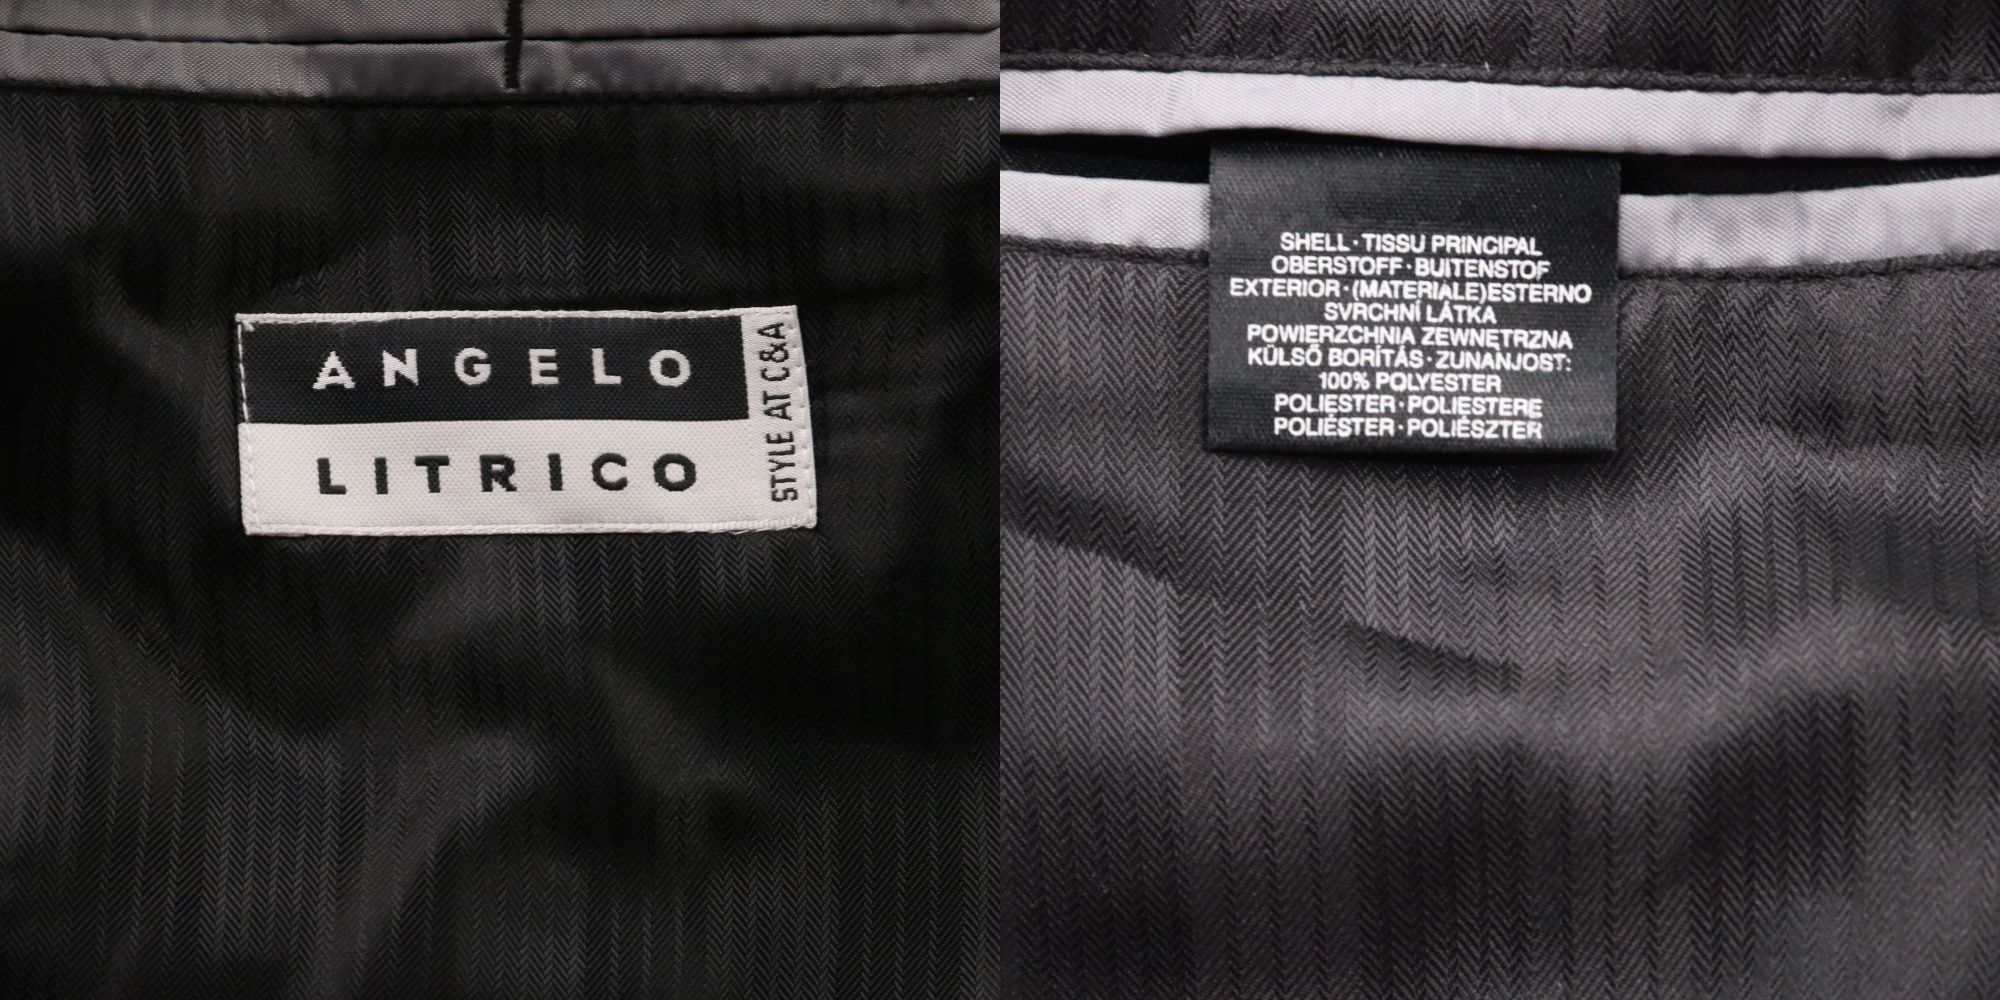 ANGELO
LITRICO
STYLE AT C&A
SHELL · TISSU PRINCIPAL
OBERSTOFF · BUITENSTOF
EXTERIOR · (MATERIALE)ESTERNO
SVRCHNÍ LÁTKA
POWIERZCHNIA ZEWNĘTRZNA
KÜLSŐ BORÍTÁS · ZUNANJOST:
100% POLYESTER
POLIESTER · POLIESTERE
POLIÉSTER · POLIÉSZTER